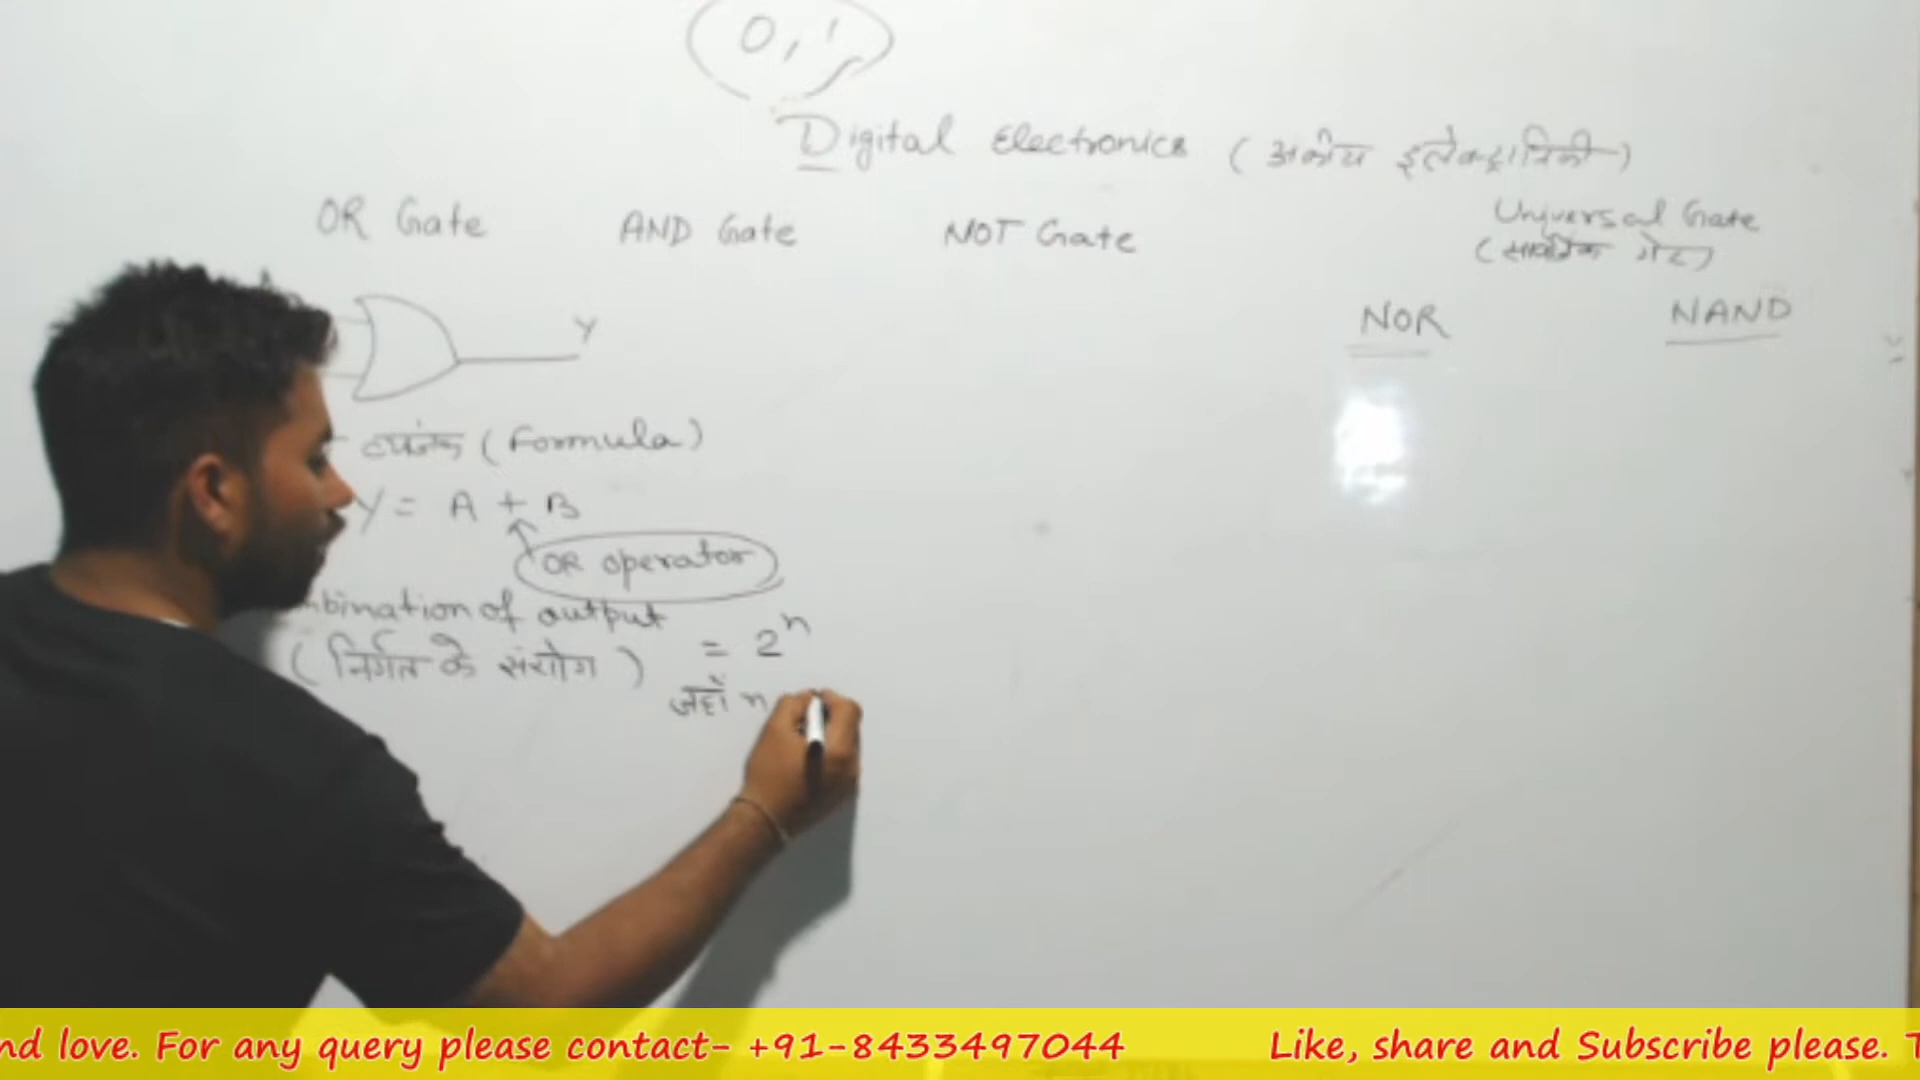 0, 1
Digital Electronics (अंकीय इलेक्ट्रानिकी)
OR Gate AND Gate NOT Gate
Universal Gate
(सार्वत्रिक गेट)
NOR NAND
Y
व्यंजक (Formula)
Y = A + B
OR operator
mbination of output
(निर्गत के संयोग) = 2ⁿ
जहाँ n
nd love. For any query please contact- +91-8433497044 Like, share and Subscribe please. T